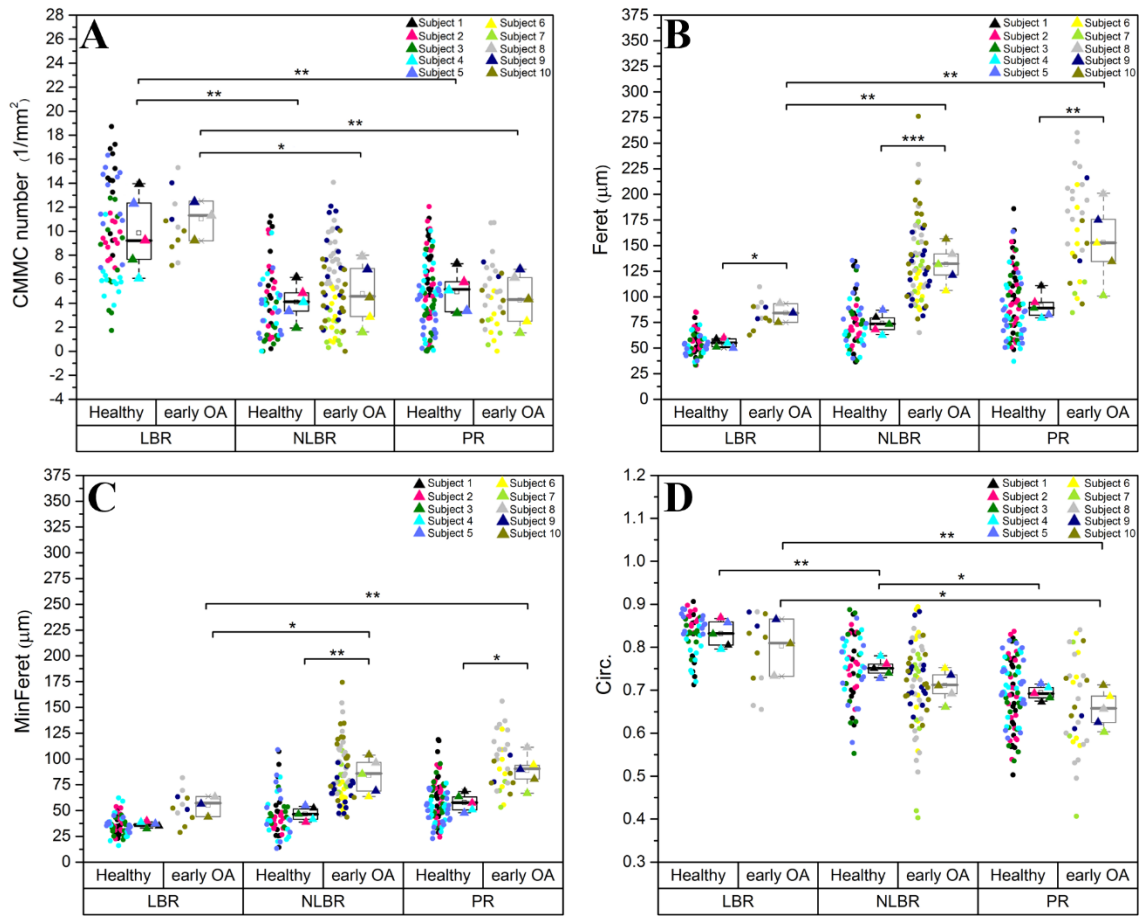 A
CMMC number (1/mm²)
28
26
24
22
20
18
16
14
12
10
8
6
4
2
0
-2
-4
Subject 1
Subject 2
Subject 3
Subject 4
Subject 5
Subject 6
Subject 7
Subject 8
Subject 9
Subject 10
**
**
**
*
Healthy early OA Healthy early OA Healthy early OA
LBR NLBR PR
B
Feret (µm)
375
350
325
300
275
250
225
200
175
150
125
100
75
50
25
0
Subject 1
Subject 2
Subject 3
Subject 4
Subject 5
Subject 6
Subject 7
Subject 8
Subject 9
Subject 10
**
**
**
***
*
Healthy early OA Healthy early OA Healthy early OA
LBR NLBR PR
C
MinFeret (µm)
375
350
325
300
275
250
225
200
175
150
125
100
75
50
25
0
Subject 1
Subject 2
Subject 3
Subject 4
Subject 5
Subject 6
Subject 7
Subject 8
Subject 9
Subject 10
**
*
**
*
Healthy early OA Healthy early OA Healthy early OA
LBR NLBR PR
D
Circ.
1.2
1.1
1.0
0.9
0.8
0.7
0.6
0.5
0.4
0.3
Subject 1
Subject 2
Subject 3
Subject 4
Subject 5
Subject 6
Subject 7
Subject 8
Subject 9
Subject 10
**
**
*
*
Healthy early OA Healthy early OA Healthy early OA
LBR NLBR PR